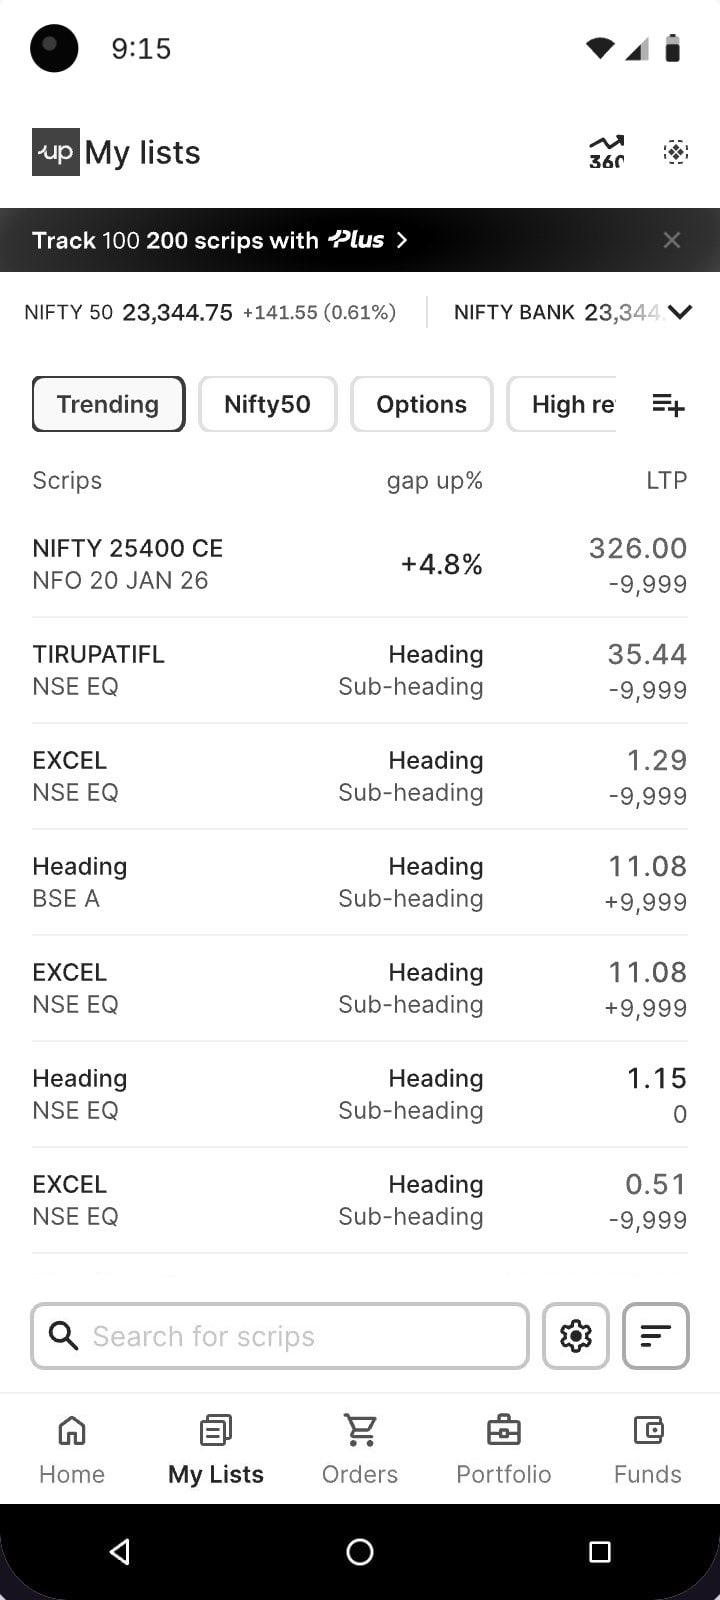 9:15
up My lists
360
Track 100 200 scrips with Plus
NIFTY 50 23,344.75 +141.55 (0.61%) NIFTY BANK 23,344.
Trending Nifty50 Options High re
Scrips gap up% LTP
NIFTY 25400 CE +4.8% 326.00
NFO 20 JAN 26 -9,999
TIRUPATIFL Heading 35.44
NSE EQ Sub-heading -9,999
EXCEL Heading 1.29
NSE EQ Sub-heading -9,999
Heading Heading 11.08
BSE A Sub-heading +9,999
EXCEL Heading 11.08
NSE EQ Sub-heading +9,999
Heading Heading 1.15
NSE EQ Sub-heading 0
EXCEL Heading 0.51
NSE EQ Sub-heading -9,999
Search for scrips
Home My Lists Orders Portfolio Funds